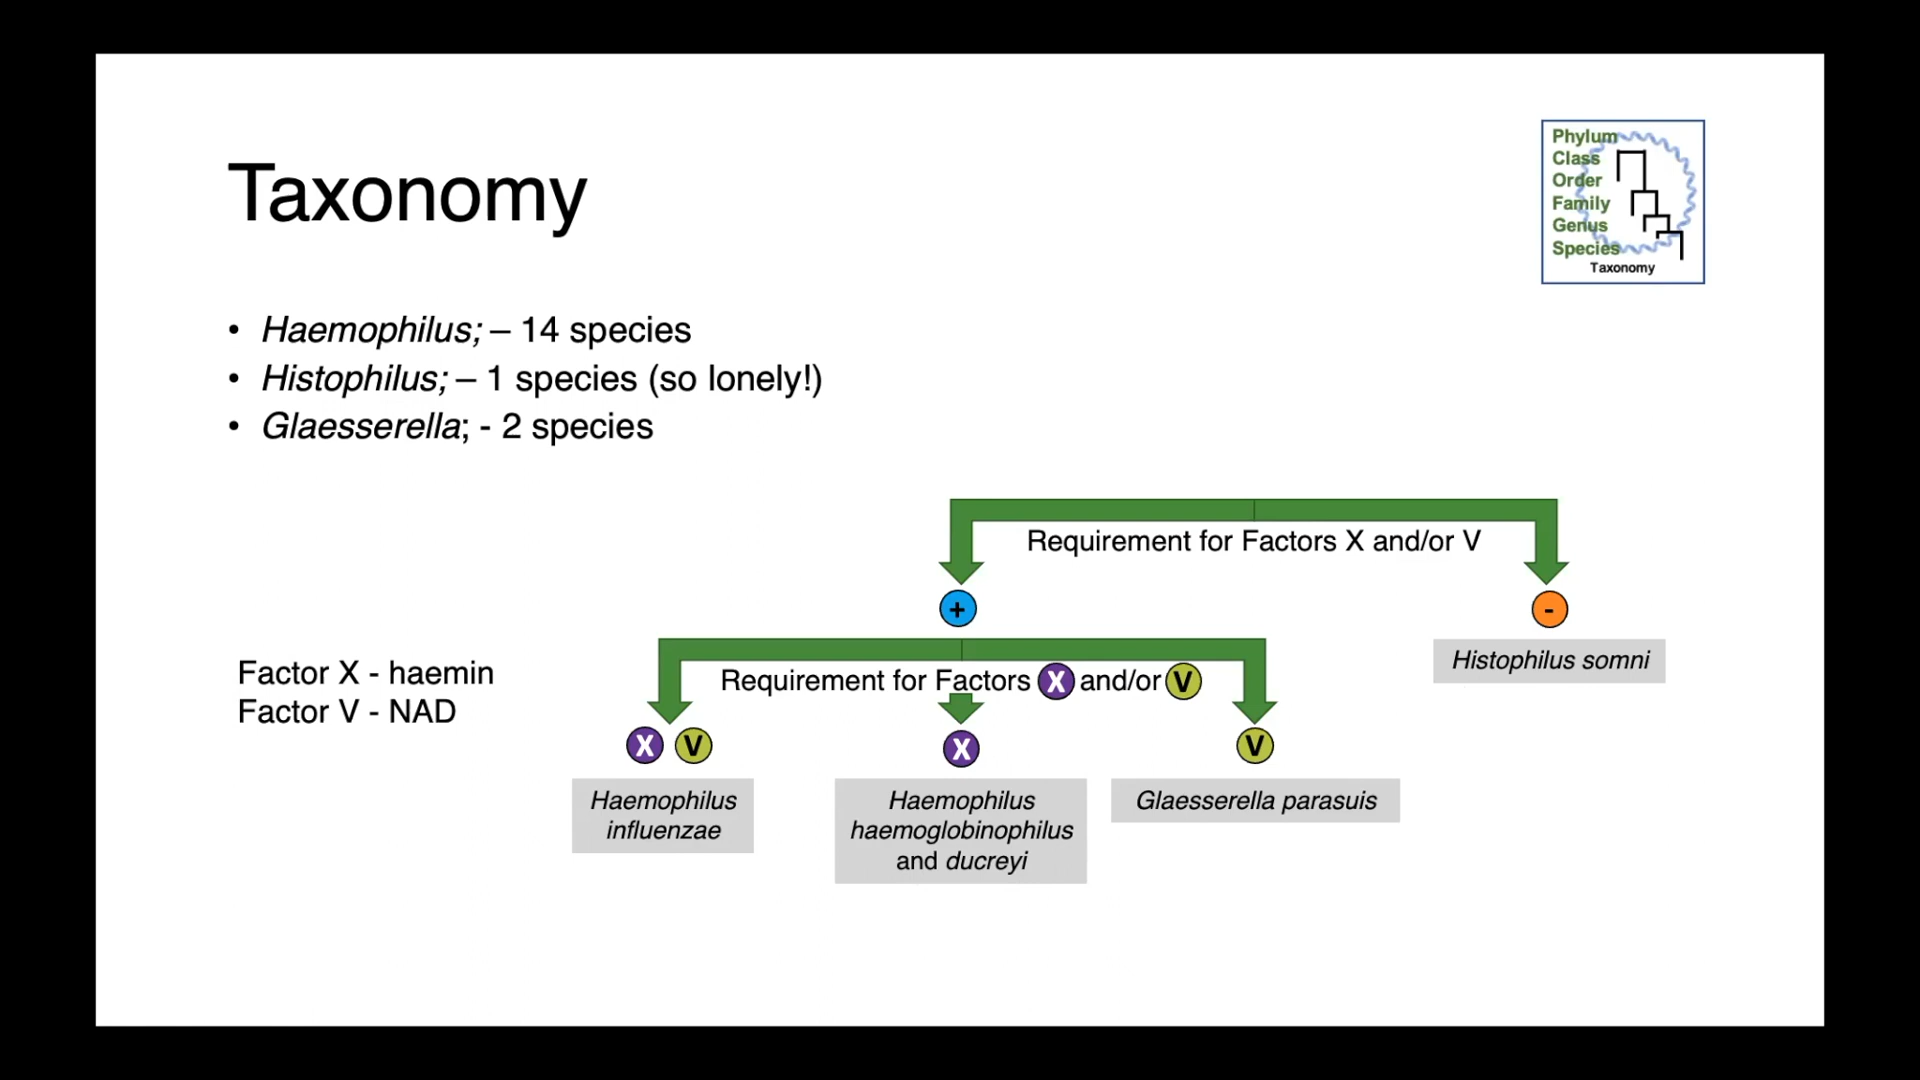 Taxonomy
Phylum
Class
Order
Family
Genus
Species
Taxonomy
• Haemophilus; – 14 species
• Histophilus; – 1 species (so lonely!)
• Glaesserella; - 2 species
Requirement for Factors X and/or V
+
-
Histophilus somni
Factor X - haemin
Factor V - NAD
Requirement for Factors X and/or V
X V
X
V
Haemophilus
influenzae
Haemophilus
haemoglobinophilus
and ducreyi
Glaesserella parasuis